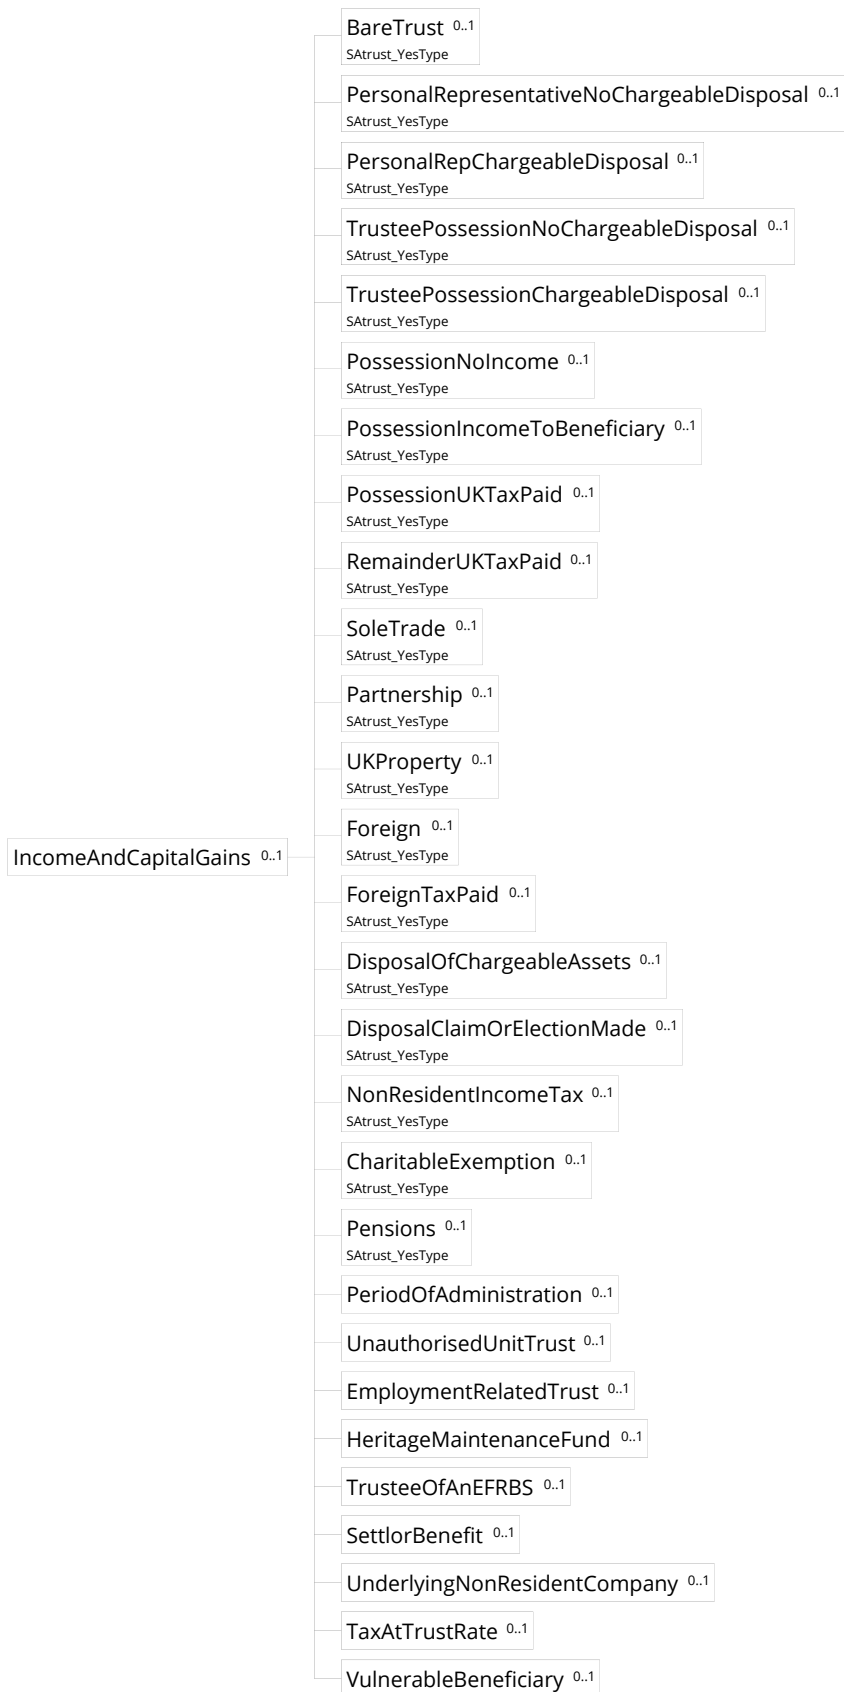 BareTrust 0..1
SAtrust_YesType
PersonalRepresentativeNoChargeableDisposal 0..1
SAtrust_YesType
PersonalRepChargeableDisposal 0..1
SAtrust_YesType
TrusteePossessionNoChargeableDisposal 0..1
SAtrust_YesType
TrusteePossessionChargeableDisposal 0..1
SAtrust_YesType
PossessionNoIncome 0..1
SAtrust_YesType
PossessionIncomeToBeneficiary 0..1
SAtrust_YesType
PossessionUKTaxPaid 0..1
SAtrust_YesType
RemainderUKTaxPaid 0..1
SAtrust_YesType
SoleTrade 0..1
SAtrust_YesType
Partnership 0..1
SAtrust_YesType
UKProperty 0..1
SAtrust_YesType
Foreign 0..1
SAtrust_YesType
IncomeAndCapitalGains 0..1
ForeignTaxPaid 0..1
SAtrust_YesType
DisposalOfChargeableAssets 0..1
SAtrust_YesType
DisposalClaimOrElectionMade 0..1
SAtrust_YesType
NonResidentIncomeTax 0..1
SAtrust_YesType
CharitableExemption 0..1
SAtrust_YesType
Pensions 0..1
SAtrust_YesType
PeriodOfAdministration 0..1
UnauthorisedUnitTrust 0..1
EmploymentRelatedTrust 0..1
HeritageMaintenanceFund 0..1
TrusteeOfAnEFRBS 0..1
SettlorBenefit 0..1
UnderlyingNonResidentCompany 0..1
TaxAtTrustRate 0..1
VulnerableBeneficiary 0..1